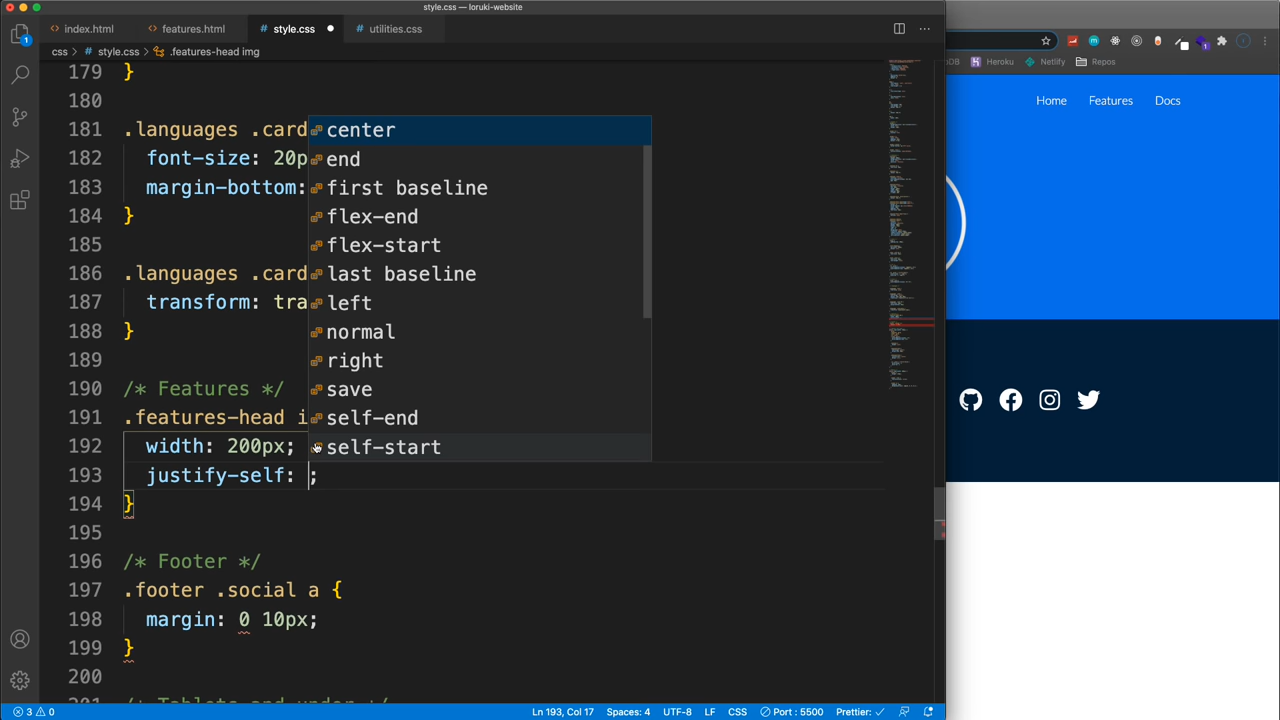 style.css — loruki-website
index.html
features.html
style.css
utilities.css
css > # style.css > .features-head img
DB
Heroku
Netlify
Repos
Home
Features
Docs
179 }
180
181 .languages .card
182 font-size: 20p
183 margin-bottom:
184 }
185
186 .languages .card
187 transform: tra
188 }
189
190 /* Features */
191 .features-head i
192 width: 200px;
193 justify-self: ;
194 }
195
196 /* Footer */
197 .footer .social a {
198 margin: 0 10px;
199 }
200
center
end
first baseline
flex-end
flex-start
last baseline
left
normal
right
save
self-end
self-start
3 0
Ln 193, Col 17
Spaces: 4
UTF-8
LF
CSS
Port : 5500
Prettier: ✓